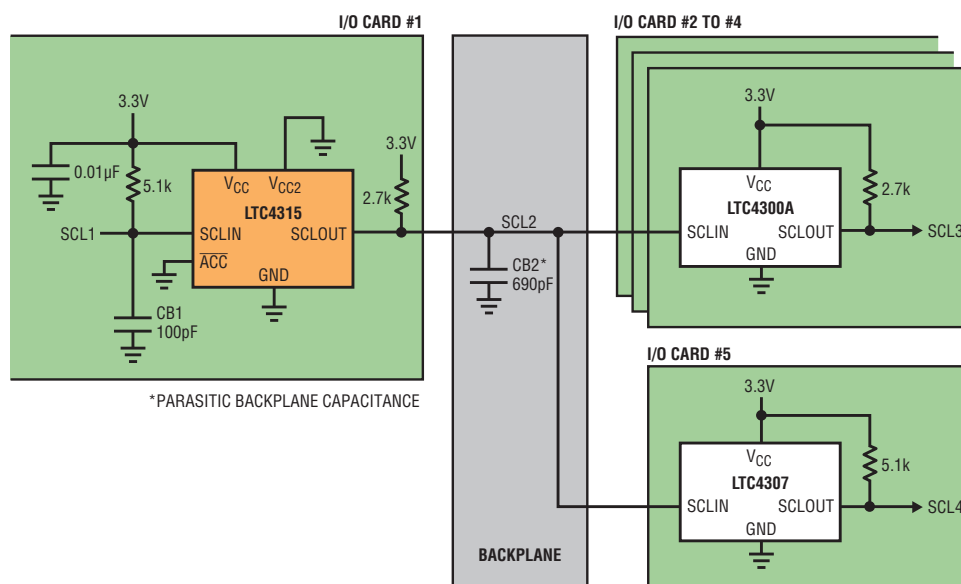 I/O CARD #1
3.3V
0.01µF
5.1k
VCC
VCC2
3.3V
2.7k
LTC4315
SCL1
SCLIN
SCLOUT
ACC
GND
CB1
100pF
*PARASITIC BACKPLANE CAPACITANCE
SCL2
CB2*
690pF
BACKPLANE
I/O CARD #2 TO #4
3.3V
VCC
2.7k
LTC4300A
SCLIN
SCLOUT
SCL3
GND
I/O CARD #5
3.3V
VCC
5.1k
LTC4307
SCLIN
SCLOUT
SCL4
GND